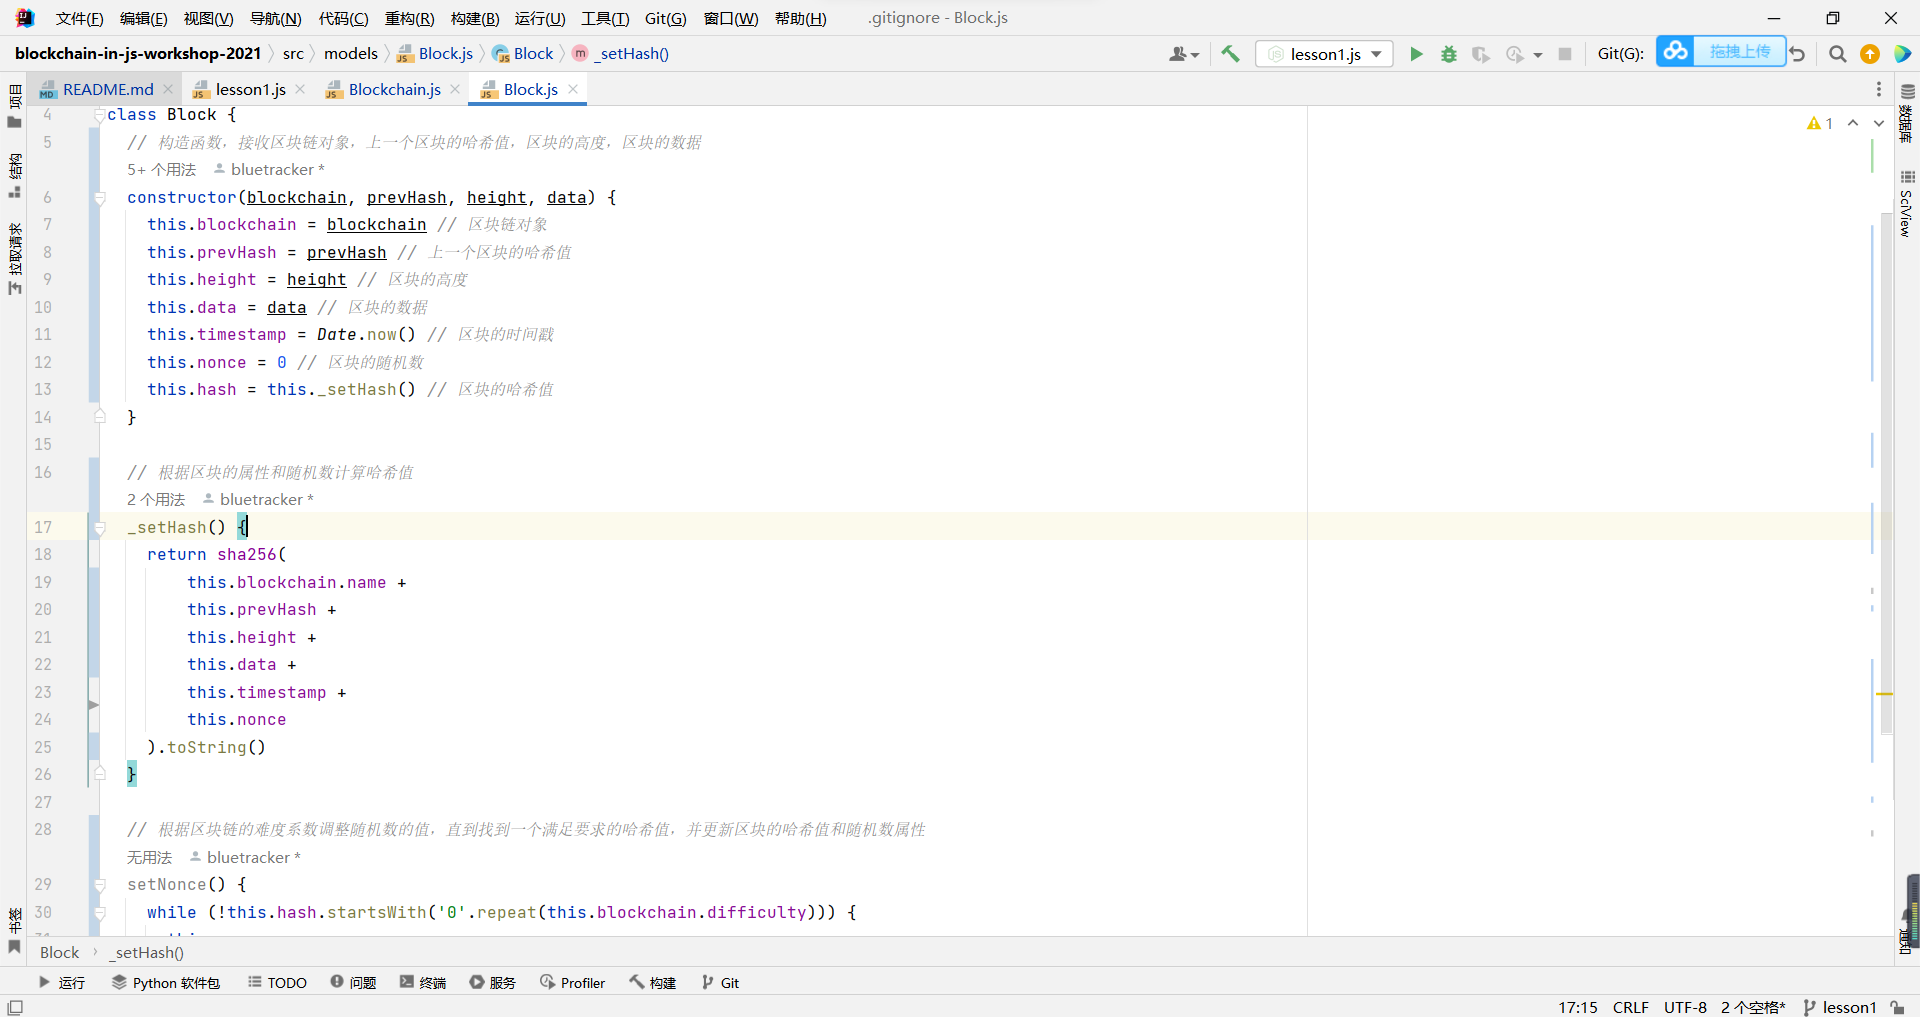 文件(F) 编辑(E) 视图(V) 导航(N) 代码(C) 重构(R) 构建(B) 运行(U) 工具(T) Git(G) 窗口(W) 帮助(H) .gitignore - Block.js
blockchain-in-js-workshop-2021 src models Block.js Block _setHash() lesson1.js Git(G): 拖拽上传
README.md lesson1.js Blockchain.js Block.js
项目
结构
拉取请求
书签
数据库
SciView
通知
1
4 class Block {
5 // 构造函数，接收区块链对象，上一个区块的哈希值，区块的高度，区块的数据
5+ 个用法 bluetracker *
6 constructor(blockchain, prevHash, height, data) {
7 this.blockchain = blockchain // 区块链对象
8 this.prevHash = prevHash // 上一个区块的哈希值
9 this.height = height // 区块的高度
10 this.data = data // 区块的数据
11 this.timestamp = Date.now() // 区块的时间戳
12 this.nonce = 0 // 区块的随机数
13 this.hash = this._setHash() // 区块的哈希值
14 }
15
16 // 根据区块的属性和随机数计算哈希值
2 个用法 bluetracker *
17 _setHash() {
18 return sha256(
19 this.blockchain.name +
20 this.prevHash +
21 this.height +
22 this.data +
23 this.timestamp +
24 this.nonce
25 ).toString()
26 }
27
28 // 根据区块链的难度系数调整随机数的值，直到找到一个满足要求的哈希值，并更新区块的哈希值和随机数属性
无用法 bluetracker *
29 setNonce() {
30 while (!this.hash.startsWith('0'.repeat(this.blockchain.difficulty))) {
Block _setHash()
运行 Python 软件包 TODO 问题 终端 服务 Profiler 构建 Git
17:15 CRLF UTF-8 2 个空格* lesson1